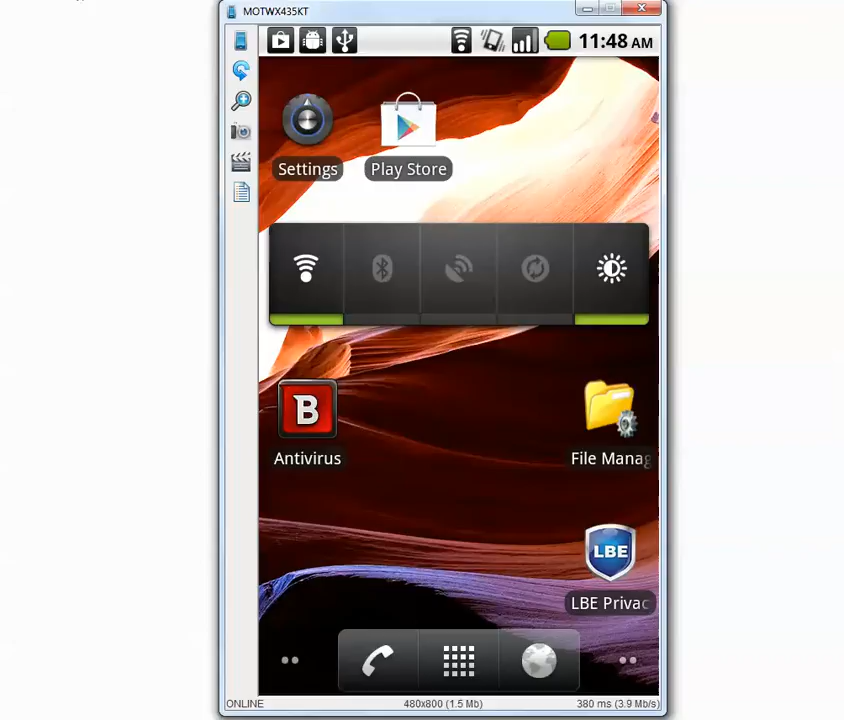 MOTWX435KT
11:48 AM
Settings
Play Store
B
Antivirus
File Manag
LBE
LBE Privac
ONLINE
480x800 (1.5 Mb)
380 ms (3.9 Mb/s)